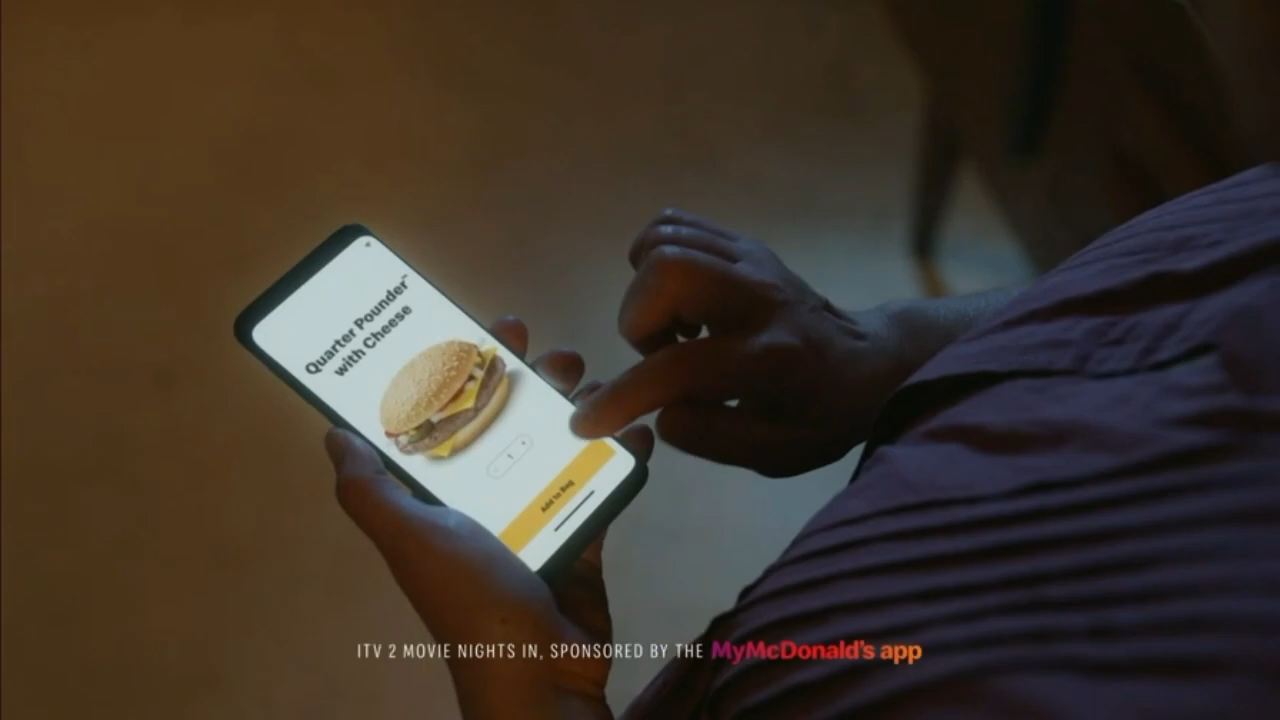 Quarter Pounder™
with Cheese
- 1 +
Add to Bag
ITV 2 MOVIE NIGHTS IN, SPONSORED BY THE MyMcDonald's app